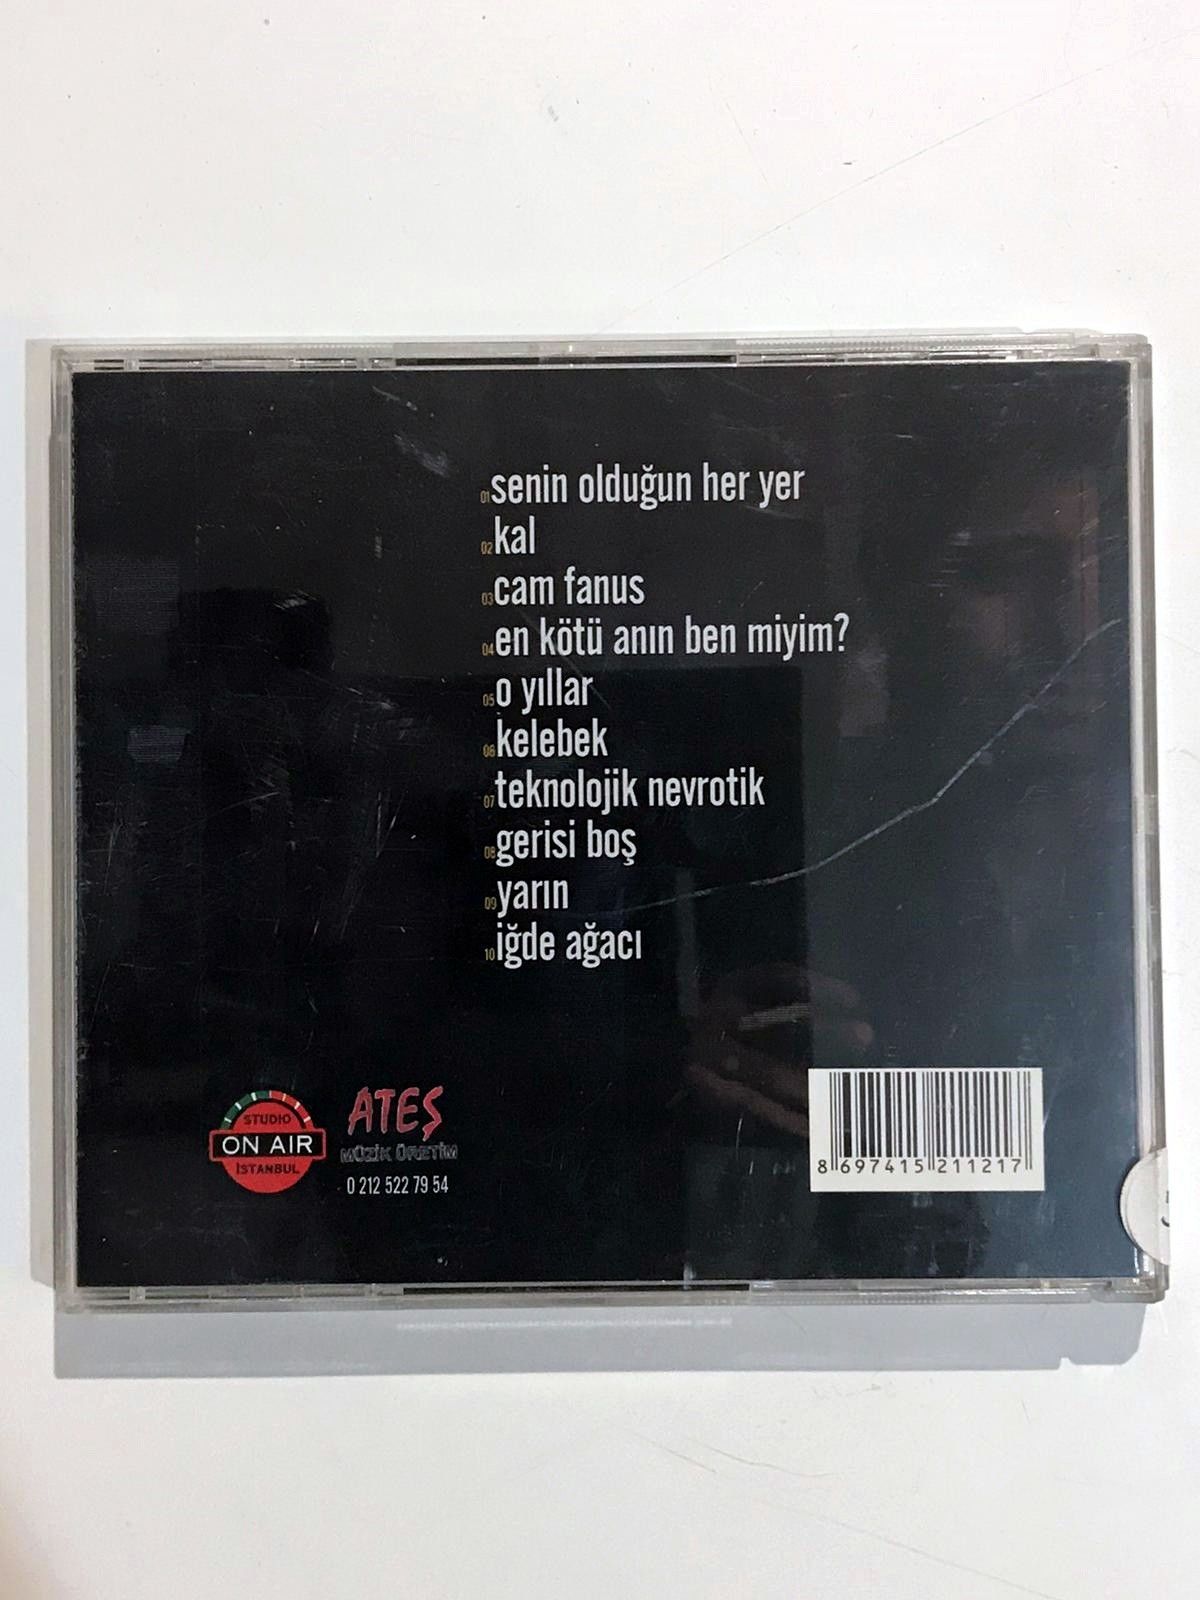 01 senin olduğun her yer
02 kal
03 cam fanus
04 en kötü anın ben miyim?
05 o yıllar
06 kelebek
07 teknolojik nevrotik
08 gerisi boş
09 yarın
10 iğde ağacı
STUDIO
ON AIR
İSTANBUL
ATEŞ
MÜZİK ÜRETİM
0 212 522 79 54
8 697415 211217